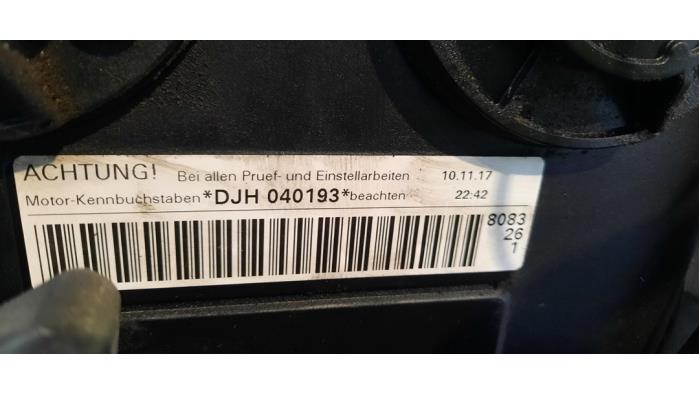 ACHTUNG! Bei allen Pruef- und Einstellarbeiten 10.11.17
Motor-Kennbuchstaben *DJH 040193* beachten 22:42
8083
26
1